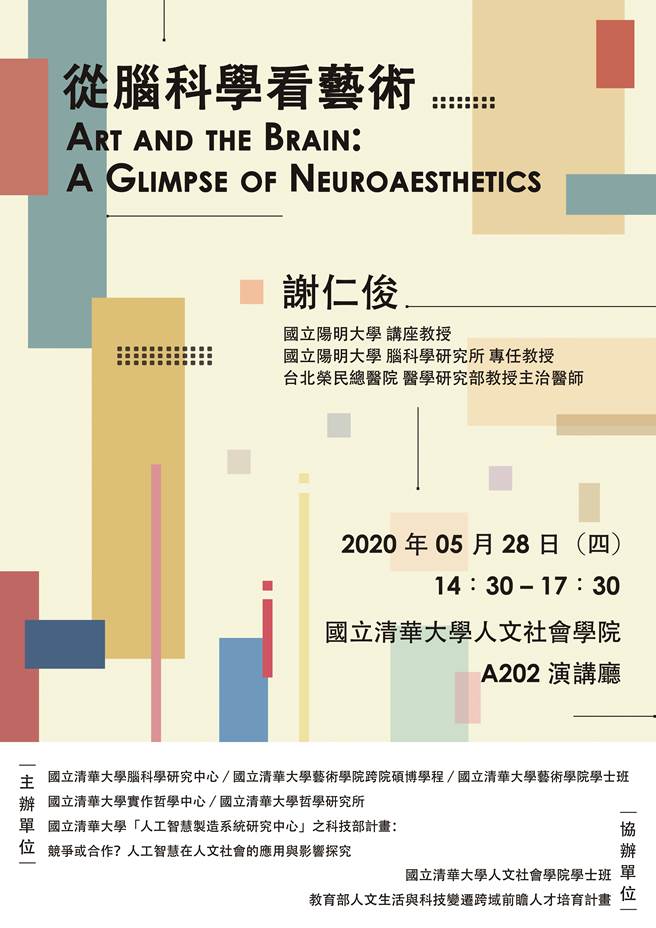 從腦科學看藝術
ART AND THE BRAIN:
A GLIMPSE OF NEUROAESTHETICS
謝仁俊
國立陽明大學 講座教授
國立陽明大學 腦科學研究所 專任教授
台北榮民總醫院 醫學研究部教授主治醫師
2020 年 05 月 28 日（四）
14：30 – 17：30
國立清華大學人文社會學院
A202 演講廳
主辦單位
國立清華大學腦科學研究中心 / 國立清華大學藝術學院跨院碩博學程 / 國立清華大學藝術學院學士班
國立清華大學實作哲學中心 / 國立清華大學哲學研究所
國立清華大學「人工智慧製造系統研究中心」之科技部計畫：
競爭或合作？人工智慧在人文社會的應用與影響探究
協辦單位
國立清華大學人文社會學院學士班
教育部人文生活與科技變遷跨域前瞻人才培育計畫